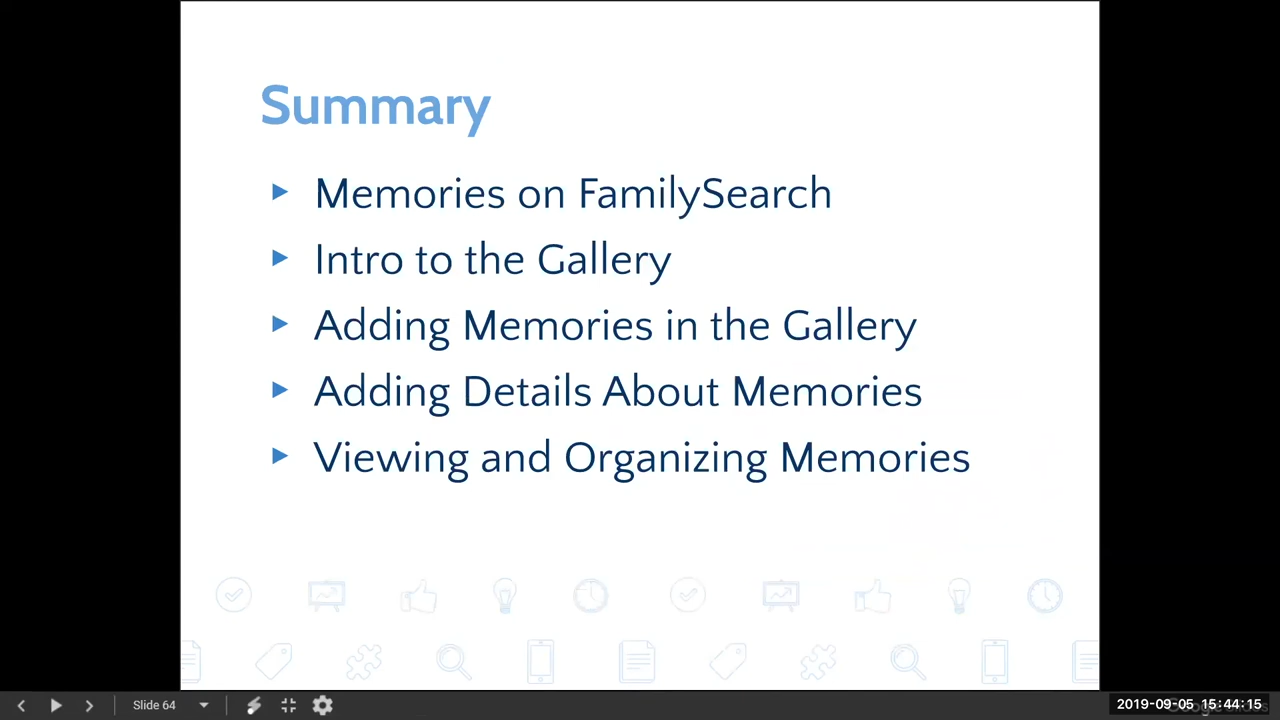 Summary
Memories on FamilySearch
Intro to the Gallery
Adding Memories in the Gallery
Adding Details About Memories
Viewing and Organizing Memories
Slide 64
2019-09-05 15:44:15